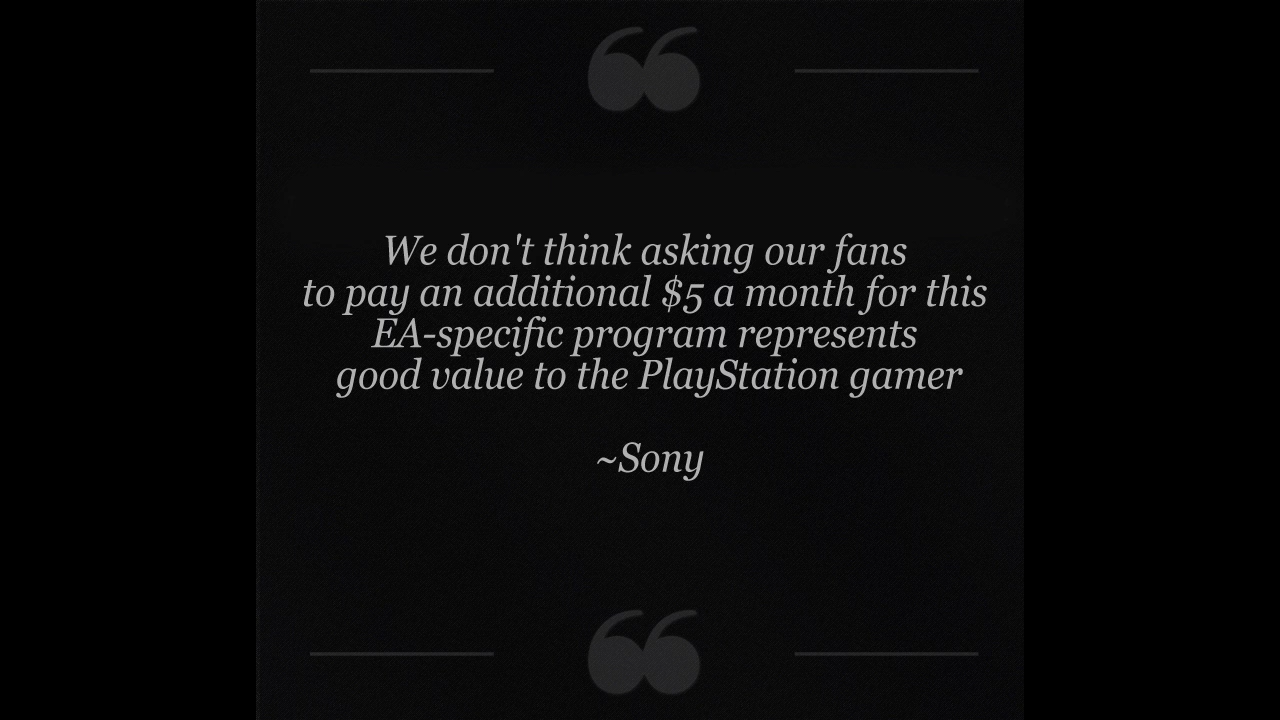 We don't think asking our fans
to pay an additional $5 a month for this
EA-specific program represents
good value to the PlayStation gamer
~Sony